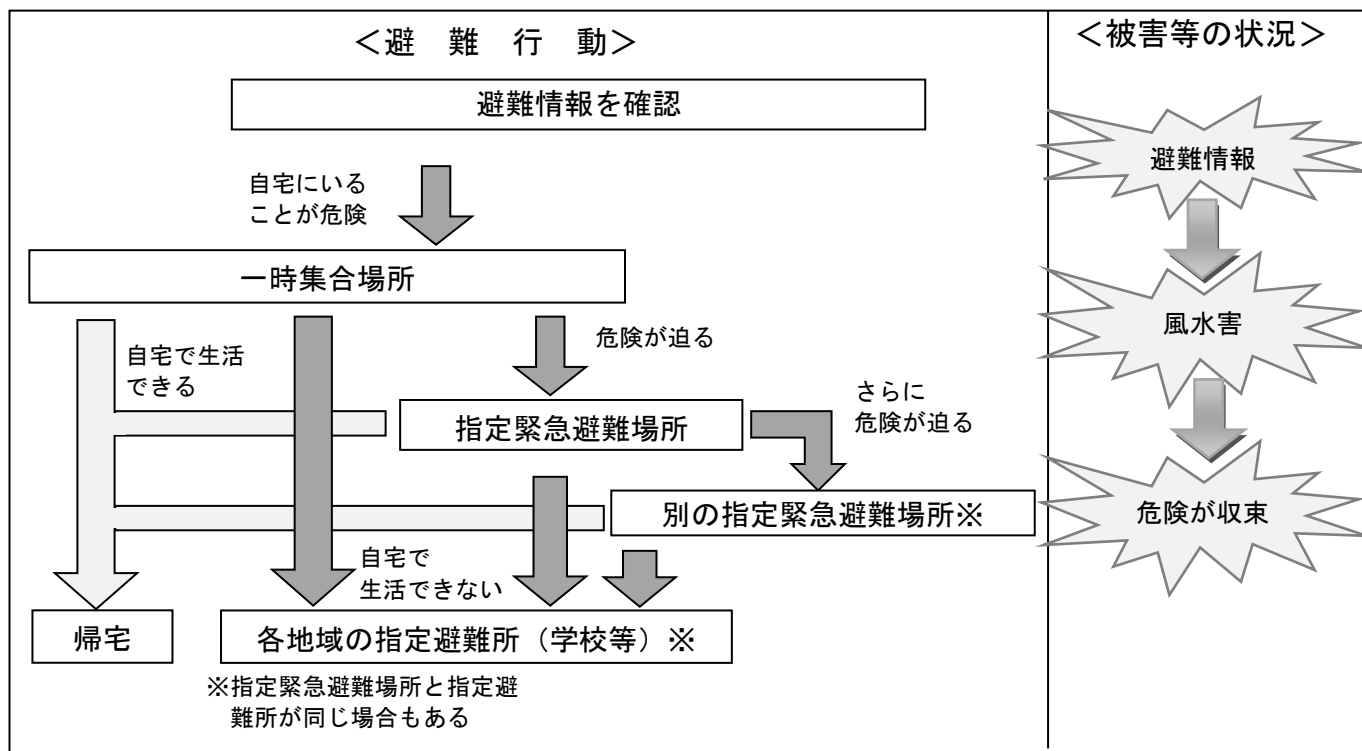 ＜避　難　行　動＞
避難情報を確認
自宅にいる
ことが危険
一時集合場所
自宅で生活
できる
危険が迫る
指定緊急避難場所
さらに
危険が迫る
別の指定緊急避難場所※
自宅で
生活できない
帰宅
各地域の指定避難所（学校等）※
※指定緊急避難場所と指定避
難所が同じ場合もある
＜被害等の状況＞
避難情報
風水害
危険が収束